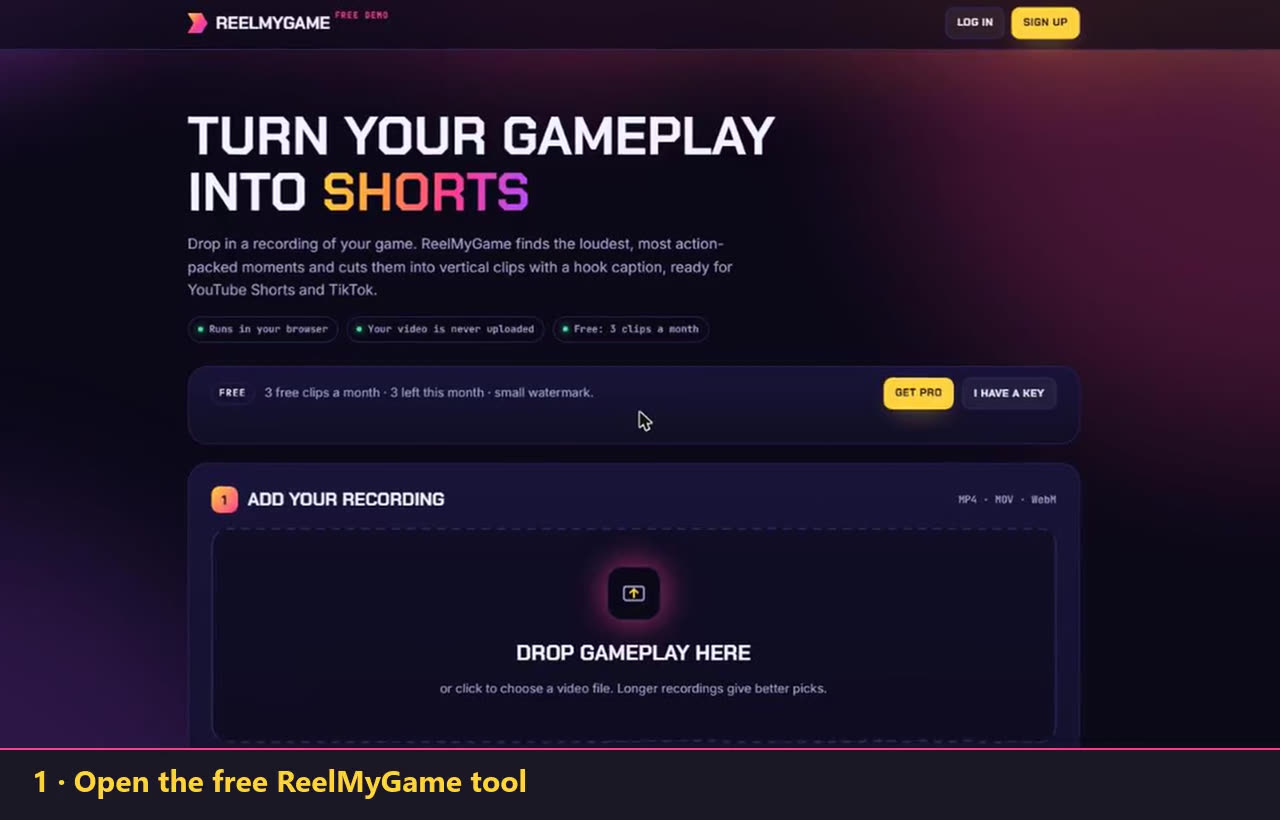 REELMYGAME FREE DEMO
LOG IN
SIGN UP
TURN YOUR GAMEPLAY
INTO SHORTS
Drop in a recording of your game. ReelMyGame finds the loudest, most action-
packed moments and cuts them into vertical clips with a hook caption, ready for
YouTube Shorts and TikTok.
Runs in your browser
Your video is never uploaded
Free: 3 clips a month
FREE 3 free clips a month · 3 left this month · small watermark.
GET PRO
I HAVE A KEY
1 ADD YOUR RECORDING
MP4 · MOV · WebM
DROP GAMEPLAY HERE
or click to choose a video file. Longer recordings give better picks.
1 · Open the free ReelMyGame tool